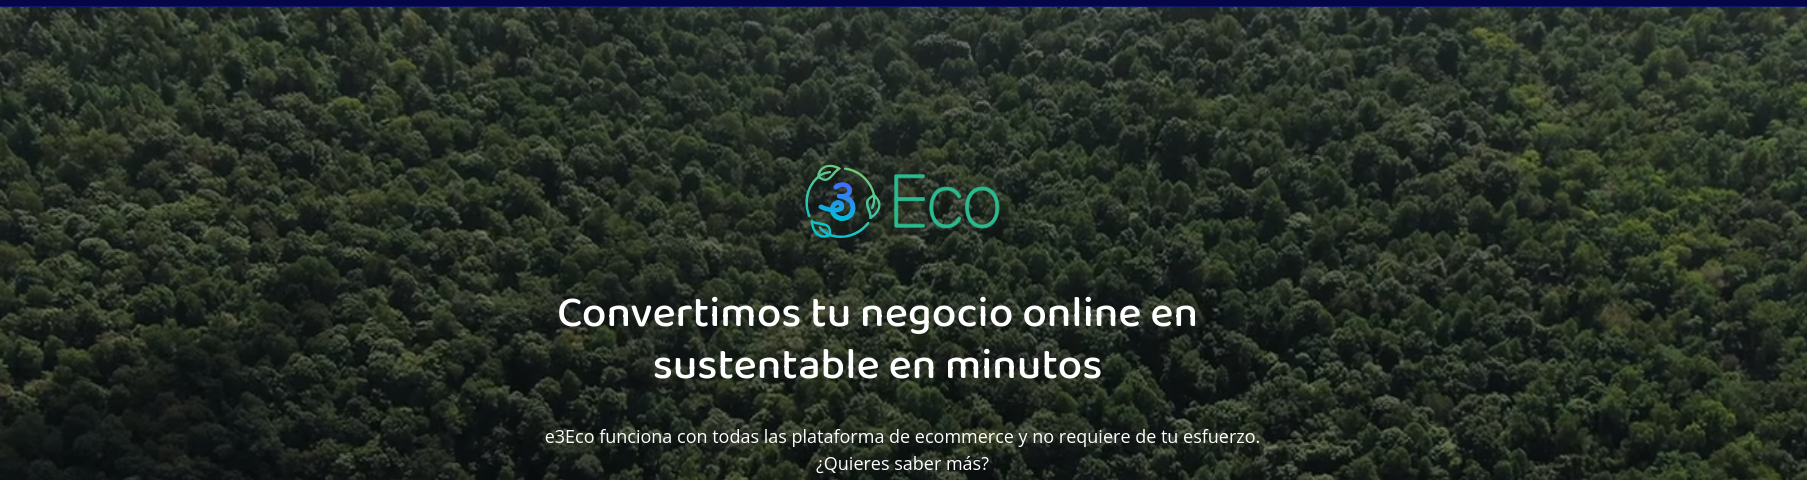 e3 Eco
Convertimos tu negocio online en
sustentable en minutos
e3Eco funciona con todas las plataforma de ecommerce y no requiere de tu esfuerzo.
¿Quieres saber más?